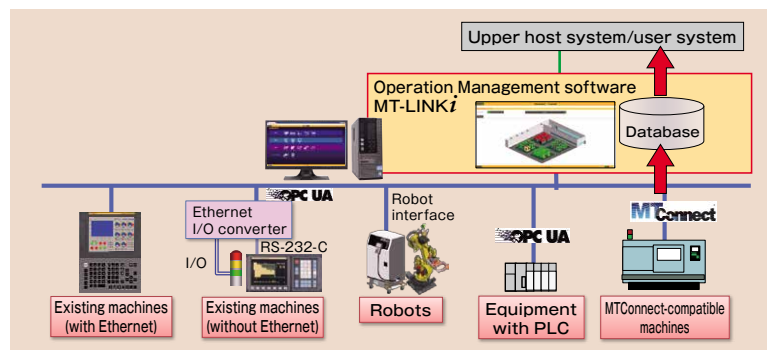 Upper host system/user system
Operation Management software
MT-LINKi
Database
OPC UA
Ethernet
I/O converter
Robot
interface
MTConnect
RS-232-C
I/O
OPC UA
Existing machines
(with Ethernet)
Existing machines
(without Ethernet)
Robots
Equipment
with PLC
MTConnect-compatible
machines